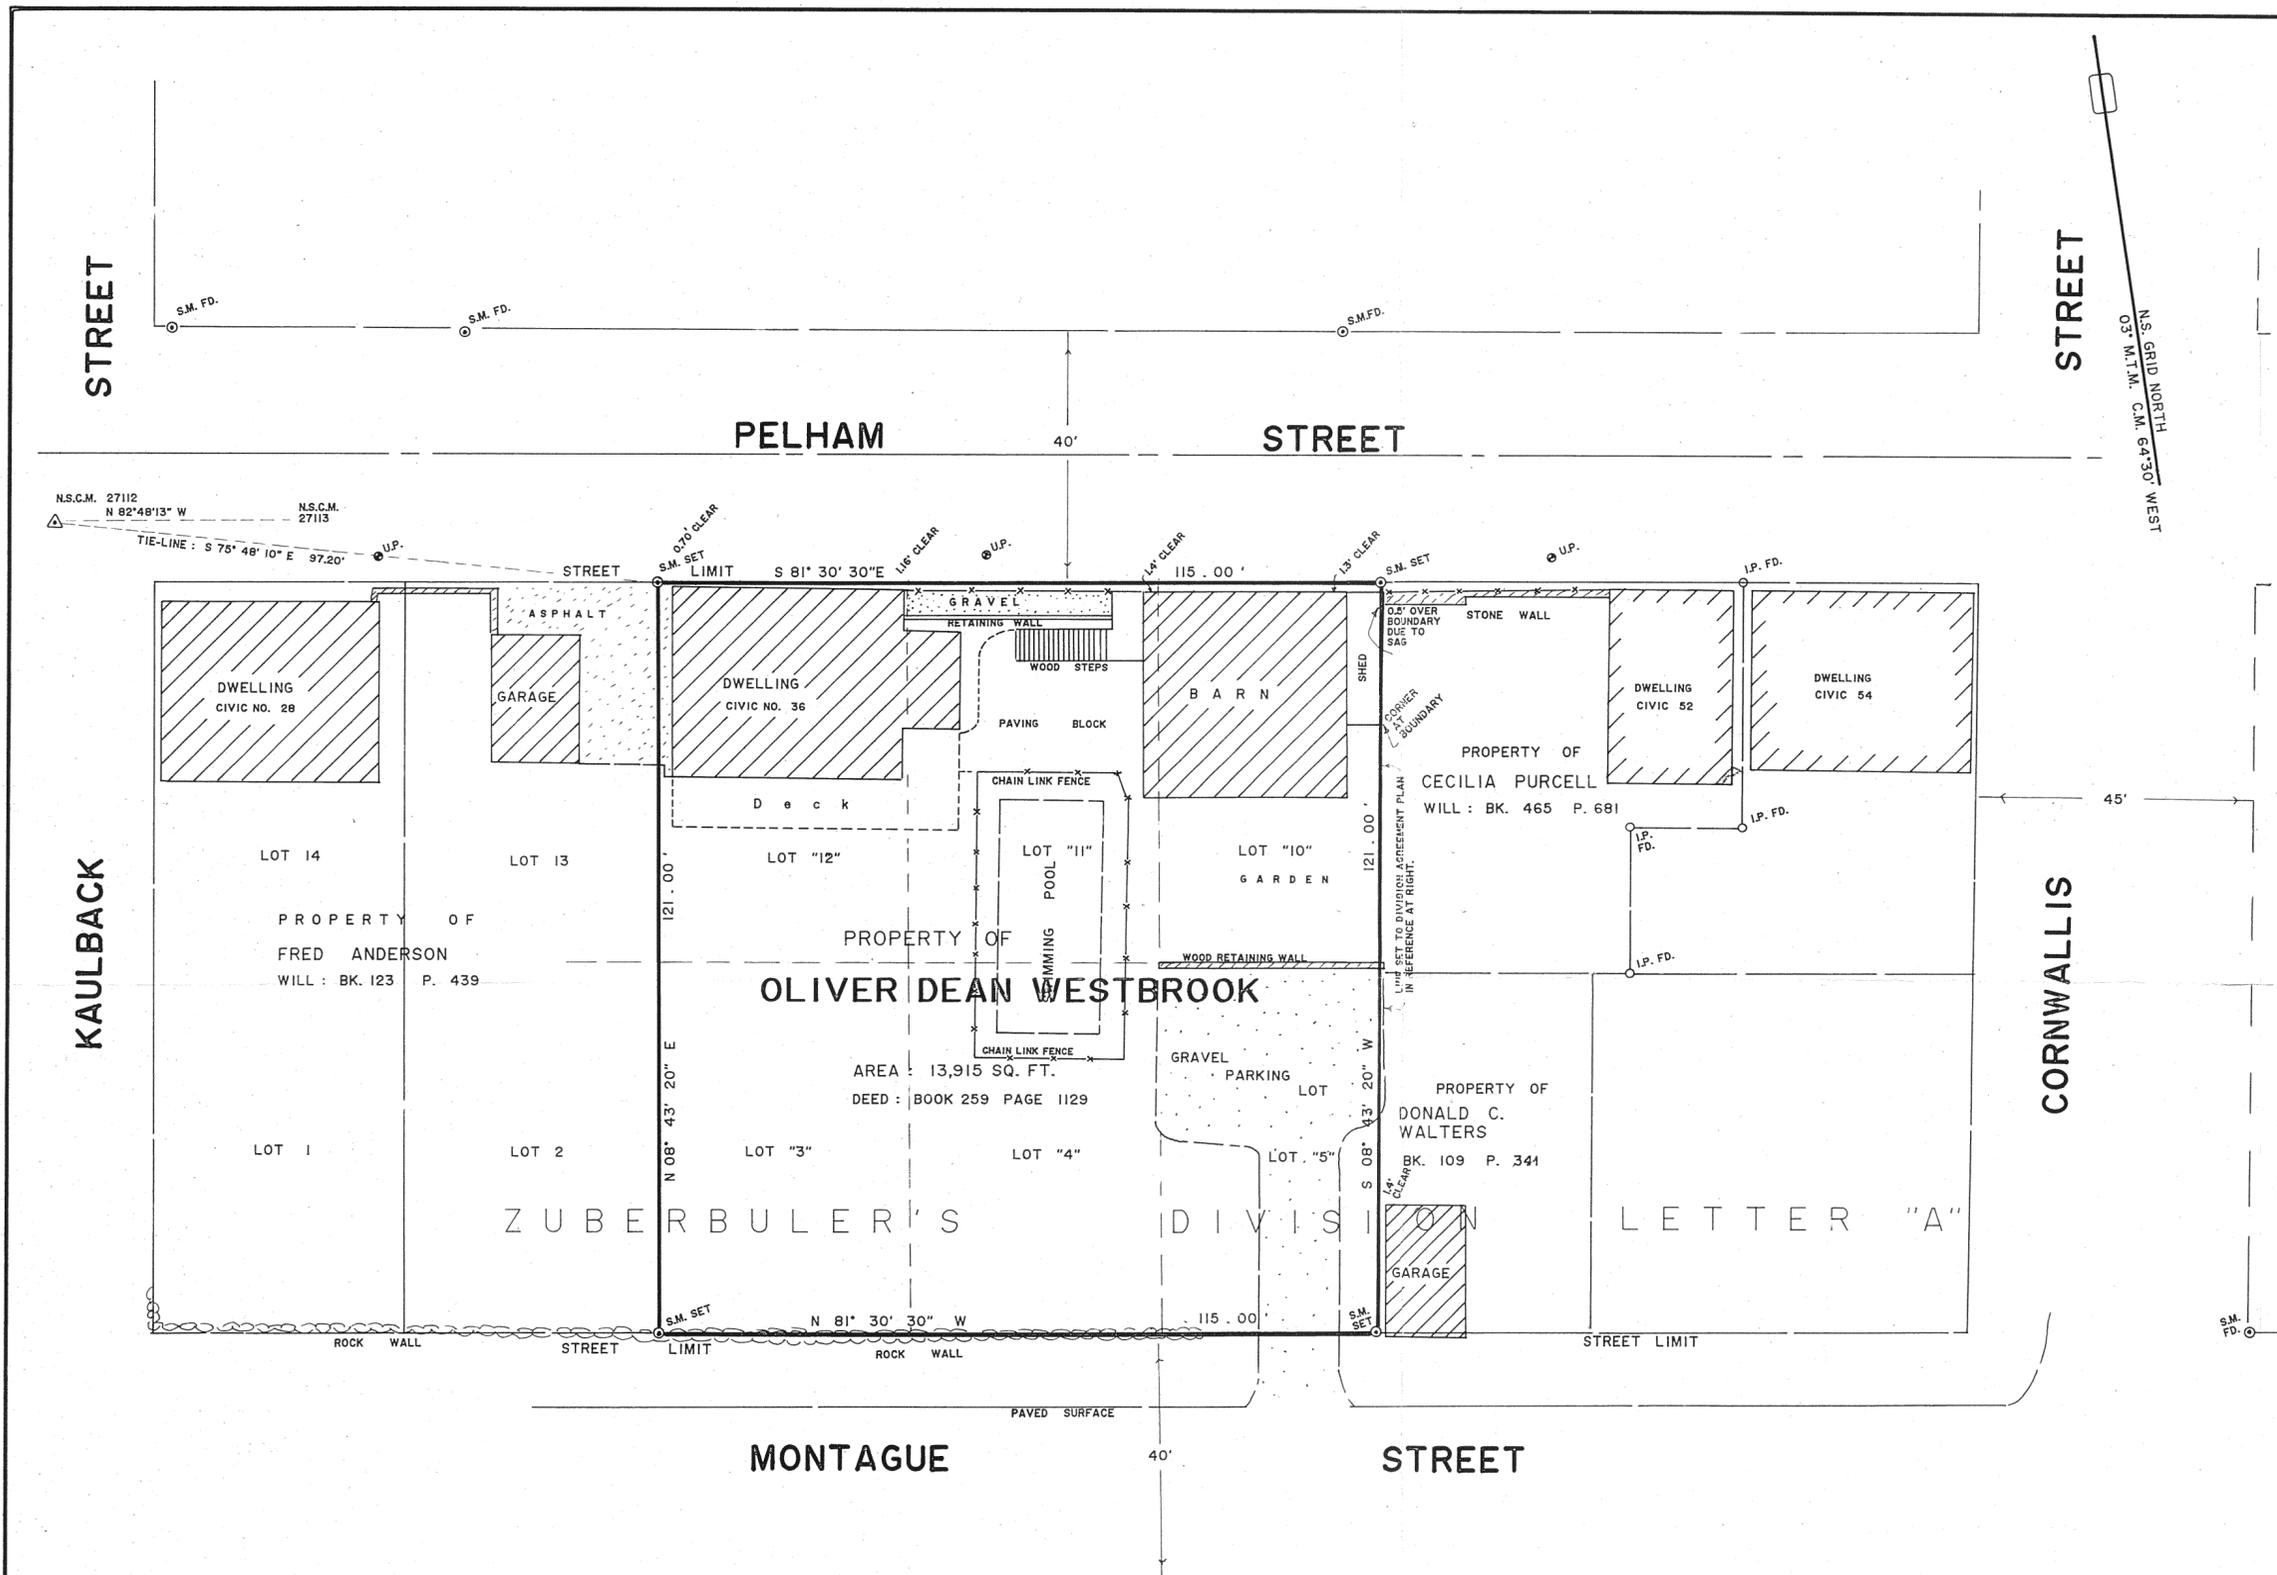 STREET
STREET
S.M. FD.
S.M. FD.
S.M.FD.
N.S. GRID NORTH
03° M.T.M. C.M. 64°30' WEST
PELHAM STREET
40'
N.S.C.M. 27112
N 82°48'13" W
N.S.C.M.
27113
TIE-LINE : S 75° 48' 10" E 97.20'
U.P.
0.70' CLEAR
S.M. SET
1.16' CLEAR
U.P.
1.4' CLEAR
1.3' CLEAR
S.M. SET
U.P.
I.P. FD.
STREET LIMIT
S 81° 30' 30"E 115.00'
ASPHALT
GRAVEL
RETAINING WALL
WOOD STEPS
0.5' OVER
BOUNDARY
DUE TO
SAG
STONE WALL
SHED
DWELLING
CIVIC NO. 28
GARAGE
DWELLING
CIVIC NO. 36
BARN
PAVING BLOCK
CORNER
AT
BOUNDARY
DWELLING
CIVIC 52
DWELLING
CIVIC 54
PROPERTY OF
CECILIA PURCELL
WILL : BK. 465 P. 681
45'
Deck
CHAIN LINK FENCE
I.P.
FD.
I.P. FD.
LOT 14
LOT 13
LOT "12"
LOT "11"
LOT "10"
GARDEN
121.00'
121.00'
SET TO DIVISION AGREEMENT PLAN
IN REFERENCE AT RIGHT.
KAULBACK
CORNWALLIS
PROPERTY OF
FRED ANDERSON
WILL : BK. 123 P. 439
PROPERTY OF
OLIVER DEAN WESTBROOK
SWIMMING POOL
WOOD RETAINING WALL
I.P. FD.
CHAIN LINK FENCE
AREA : 13,915 SQ. FT.
DEED : BOOK 259 PAGE 1129
GRAVEL
PARKING
LOT
N 08° 43' 20" E
S 08° 43' 20" W
PROPERTY OF
DONALD C.
WALTERS
BK. 109 P. 341
LOT 1
LOT 2
LOT "3"
LOT "4"
LOT "5"
1.4'
CLEAR
ZUBERBULER'S DIVISION LETTER "A"
GARAGE
S.M. SET
N 81° 30' 30" W 115.00'
S.M.
SET
S.M.
FD.
ROCK WALL
STREET LIMIT
ROCK WALL
STREET LIMIT
PAVED SURFACE
MONTAGUE STREET
40'